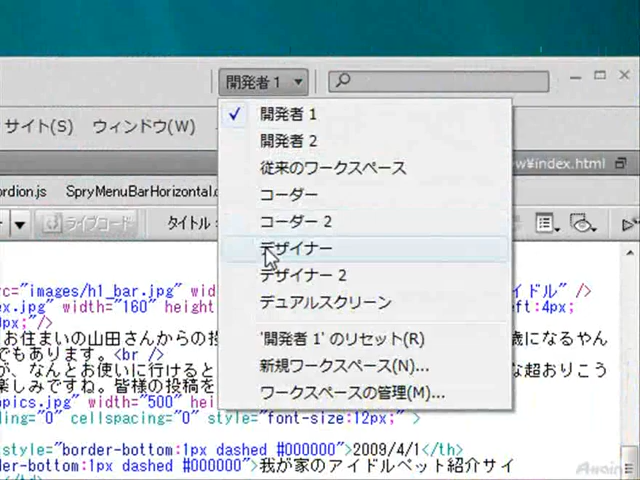 開発者 1
サイト(S) ウィンドウ(W)
✓ 開発者 1
開発者 2
従来のワークスペース
コーダー
コーダー 2
デザイナー
デザイナー 2
デュアルスクリーン
'開発者 1' のリセット(R)
新規ワークスペース(N)...
ワークスペースの管理(M)...
w¥index.html
rdion.js SpryMenuBarHorizontal.
ライブコード タイトル :
rc="images/h1_bar.jpg" wid イドル" />
ex.jpg" width="160" height eft:4px;
0px;"/>
お住まいの山田さんからの投 歳になるやん
でもあります。<br />
が、なんとお使いに行けると な超おりこう
楽しみですね。皆様の投稿を
opics.jpg" width="500" heigh
ding="0" cellspacing="0" style="font-size:12px;" >
style="border-bottom:1px dashed #000000">2009/4/1</th>
rder-bottom:1px dashed #000000">我が家のアイドルペット紹介サイ
</td>